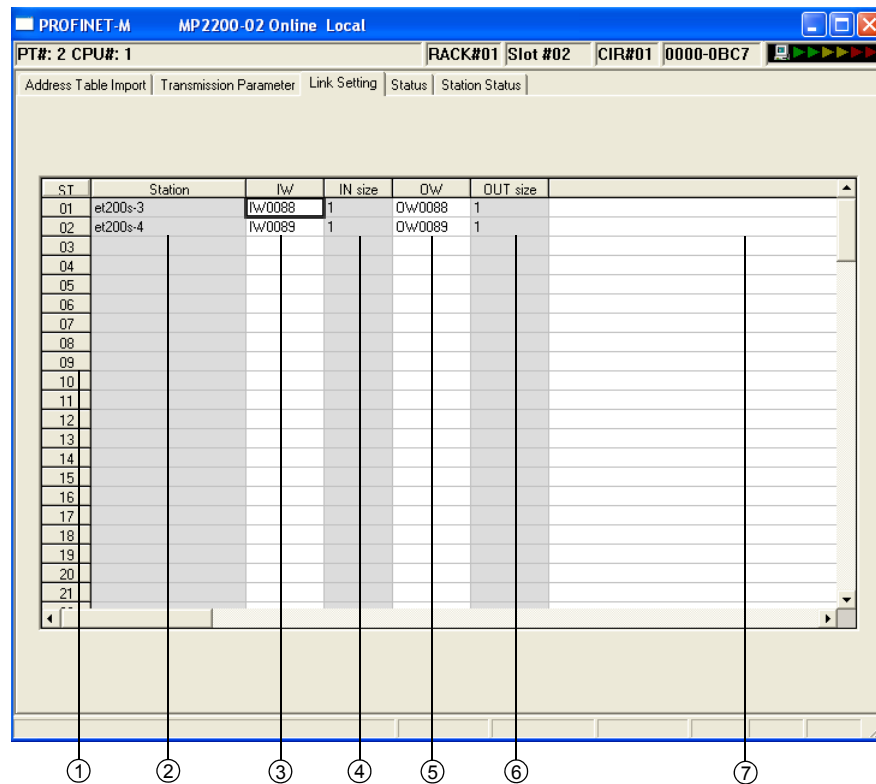 PROFINET-M MP2200-02 Online Local
PT#: 2 CPU#: 1 RACK#01 Slot #02 CIR#01 0000-0BC7
Address Table Import Transmission Parameter Link Setting Status Station Status
ST Station IW IN size OW OUT size
01 et200s-3 IW0088 1 OW0088 1
02 et200s-4 IW0089 1 OW0089 1
03
04
05
06
07
08
09
10
11
12
13
14
15
16
17
18
19
20
21
① ② ③ ④ ⑤ ⑥ ⑦